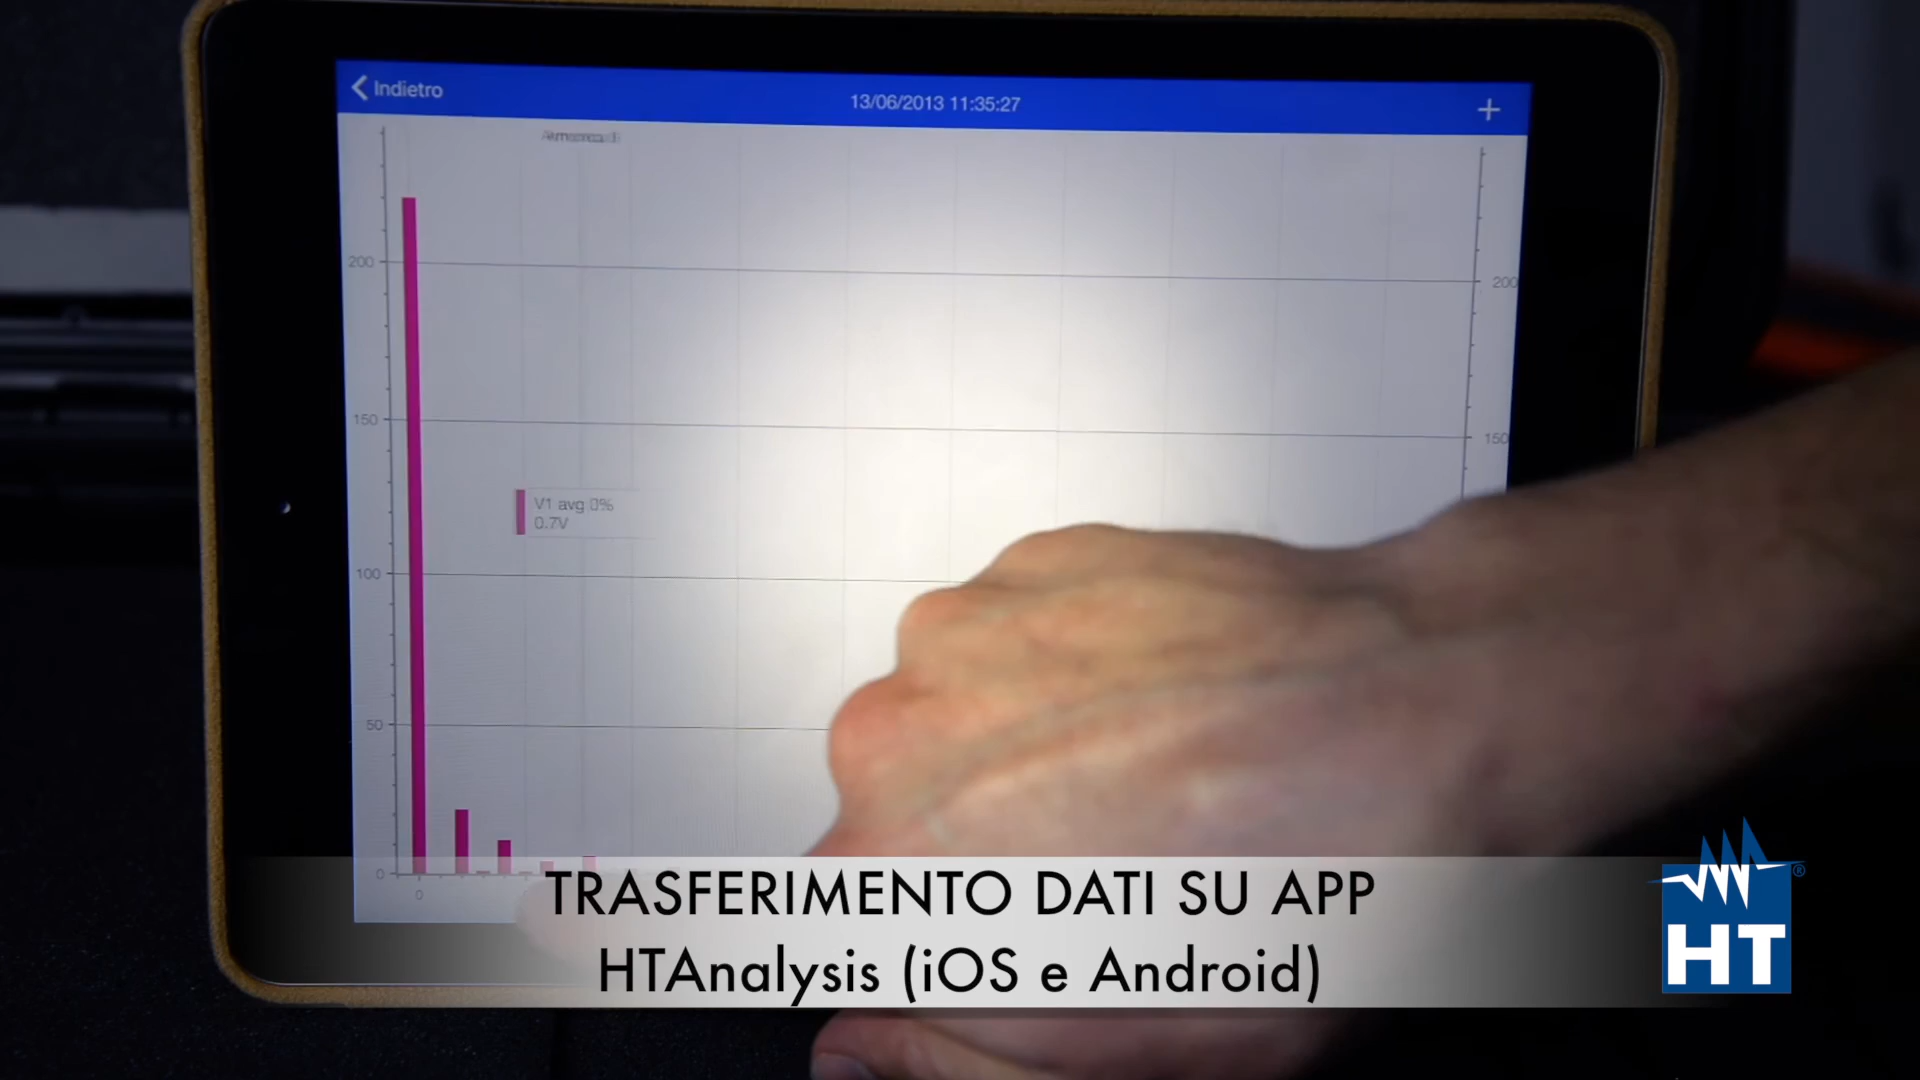 Indietro
13/06/2013 11:35:27
+
200
200
150
150
V1 avg 0%
0.7V
100
50
0
0
TRASFERIMENTO DATI SU APP
HTAnalysis (iOS e Android)
HT
®